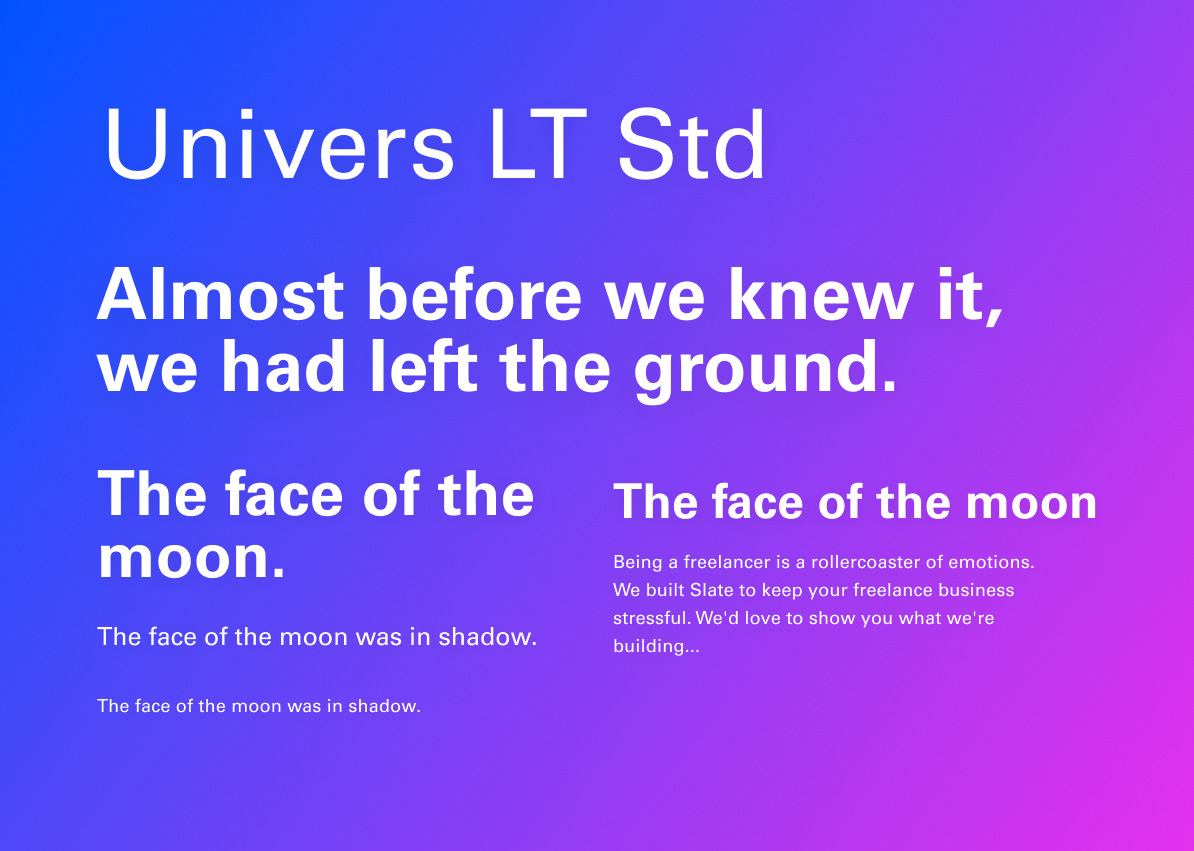 Univers LT Std
Almost before we knew it,
we had left the ground.
The face of the
moon.
The face of the moon was in shadow.
The face of the moon was in shadow.
The face of the moon
Being a freelancer is a rollercoaster of emotions.
We built Slate to keep your freelance business
stressful. We'd love to show you what we're
building...